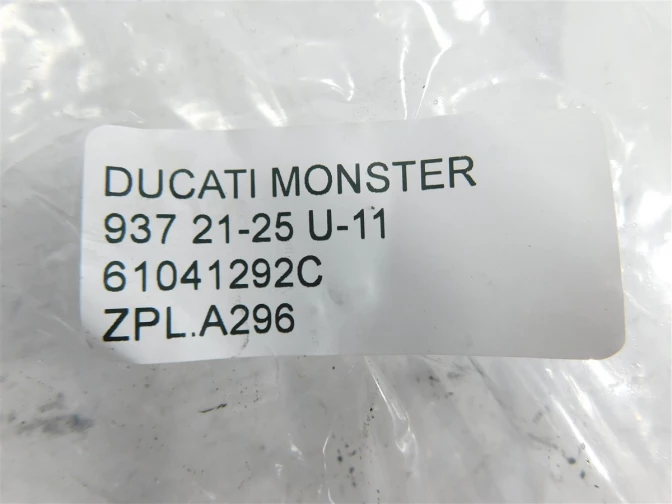 DUCATI MONSTER
937 21-25 U-11
61041292C
ZPL.A296